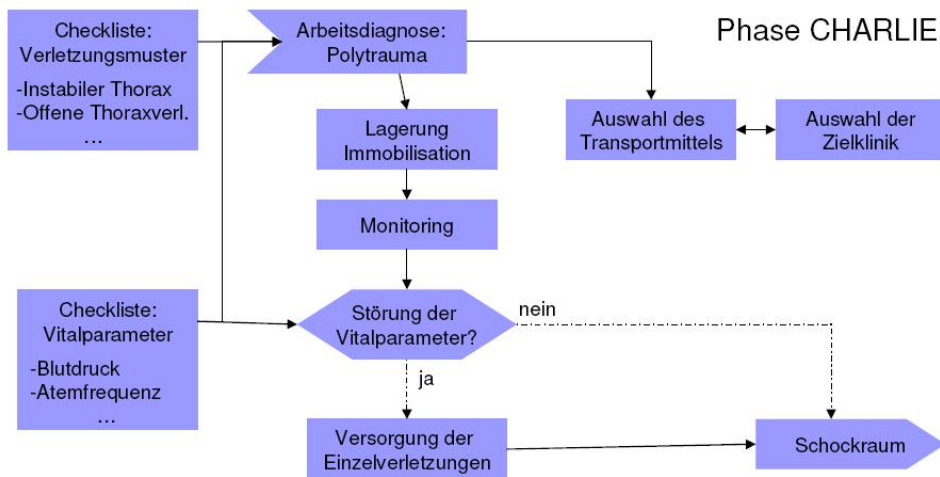 Phase CHARLIE
Checkliste:
Verletzungsmuster
-Instabiler Thorax
-Offene Thoraxverl.
...
Arbeitsdiagnose:
Polytrauma
Lagerung
Immobilisation
Auswahl des
Transportmittels
Auswahl der
Zielklinik
Monitoring
Checkliste:
Vitalparameter
-Blutdruck
-Atemfrequenz
...
Störung der
Vitalparameter?
nein
ja
Versorgung der
Einzelverletzungen
Schockraum